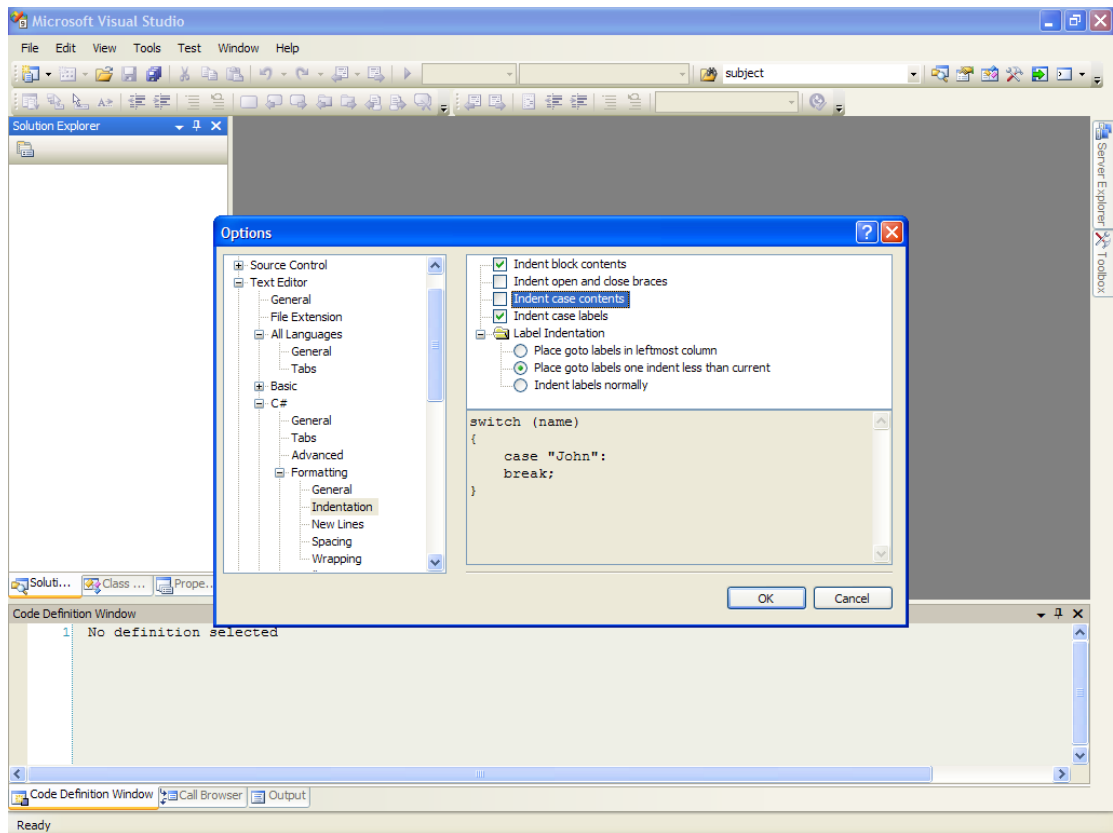 Microsoft Visual Studio
File Edit View Tools Test Window Help
subject
Solution Explorer
Server Explorer
Toolbox
Options
Source Control
Text Editor
General
File Extension
All Languages
General
Tabs
Basic
C#
General
Tabs
Advanced
Formatting
General
Indentation
New Lines
Spacing
Wrapping
Indent block contents
Indent open and close braces
Indent case contents
Indent case labels
Label Indentation
Place goto labels in leftmost column
Place goto labels one indent less than current
Indent labels normally
switch (name)
{
case "John":
break;
}
OK Cancel
Soluti... Class ... Prope..
Code Definition Window
1 No definition selected
Code Definition Window Call Browser Output
Ready